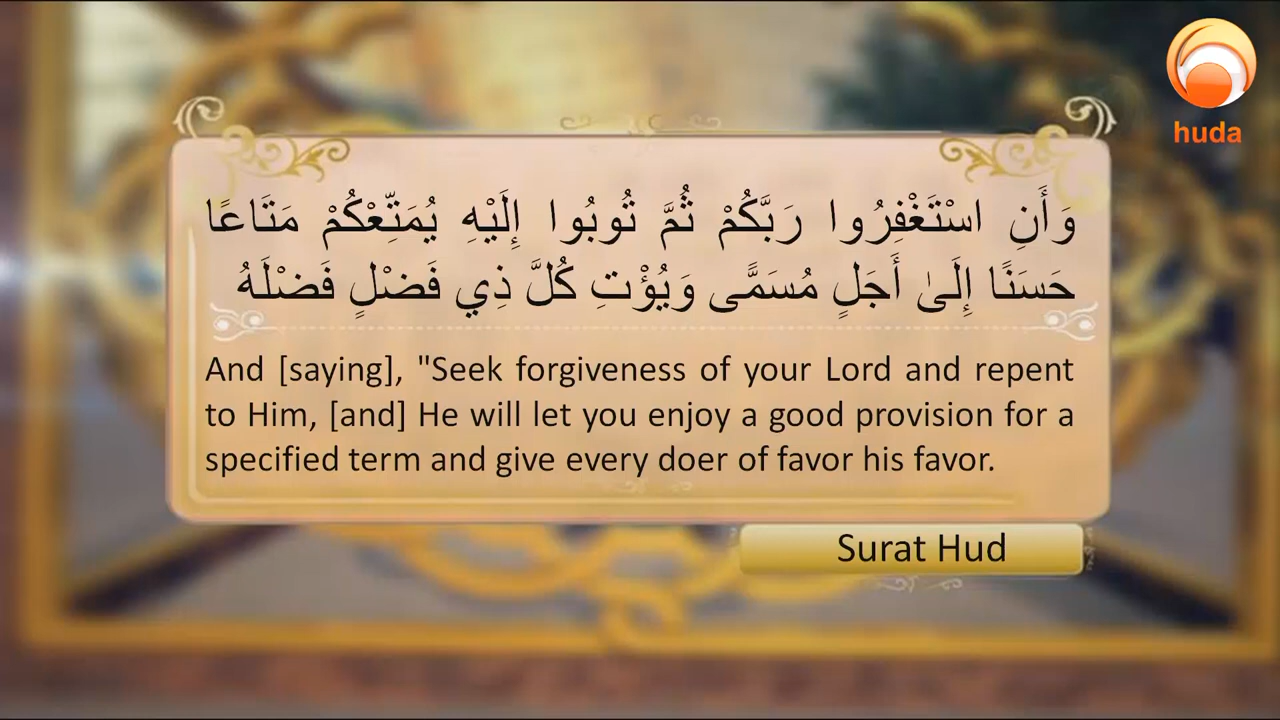 huda
وَأَنِ اسْتَغْفِرُوا رَبَّكُمْ ثُمَّ تُوبُوا إِلَيْهِ يُمَتِّعْكُمْ مَتَاعًا
حَسَنًا إِلَىٰ أَجَلٍ مُسَمًّى وَيُؤْتِ كُلَّ ذِي فَضْلٍ فَضْلَهُ
And [saying], "Seek forgiveness of your Lord and repent
to Him, [and] He will let you enjoy a good provision for a
specified term and give every doer of favor his favor.
Surat Hud